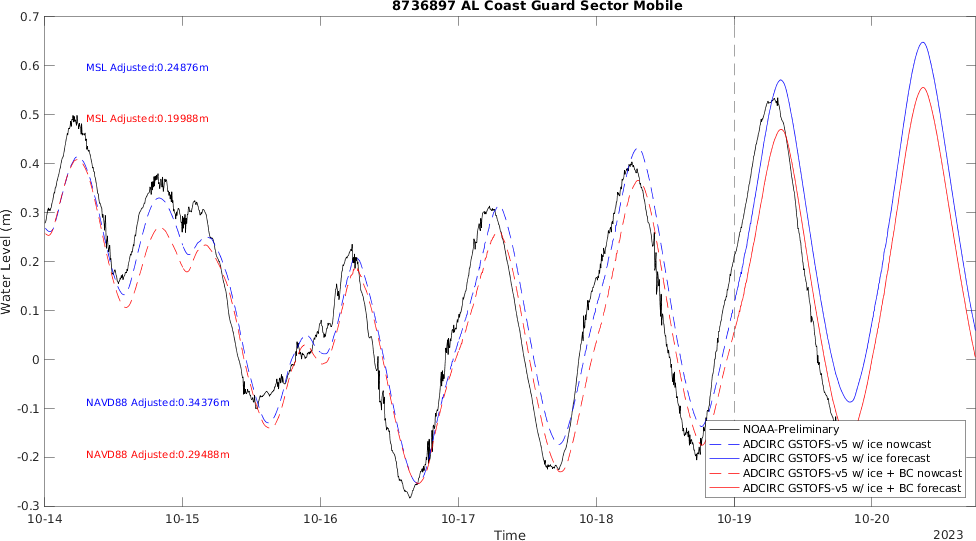 8736897 AL Coast Guard Sector Mobile
0.7
0.6
0.5
0.4
0.3
0.2
0.1
0
-0.1
-0.2
-0.3
Water Level (m)
MSL Adjusted:0.24876m
MSL Adjusted:0.19988m
NAVD88 Adjusted:0.34376m
NAVD88 Adjusted:0.29488m
NOAA-Preliminary
ADCIRC GSTOFS-v5 w/ ice nowcast
ADCIRC GSTOFS-v5 w/ ice forecast
ADCIRC GSTOFS-v5 w/ ice + BC nowcast
ADCIRC GSTOFS-v5 w/ ice + BC forecast
10-14 10-15 10-16 10-17 10-18 10-19 10-20
Time
2023